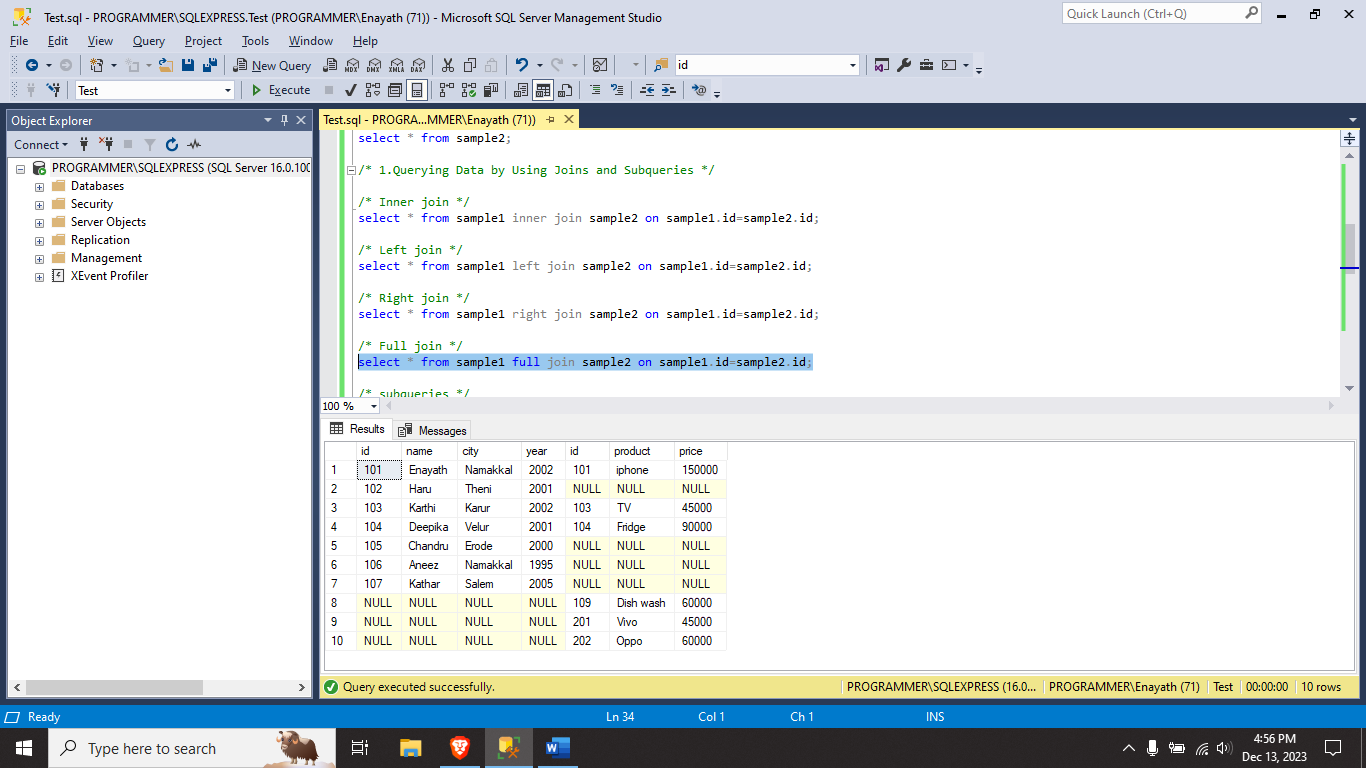 Test.sql - PROGRAMMER\SQLEXPRESS.Test (PROGRAMMER\Enayath (71)) - Microsoft SQL Server Management Studio
Quick Launch (Ctrl+Q)
File Edit View Query Project Tools Window Help
New Query MDX DMX XMLA DAX id
Test Execute
Object Explorer
Connect
PROGRAMMER\SQLEXPRESS (SQL Server 16.0.100
Databases
Security
Server Objects
Replication
Management
XEvent Profiler
Test.sql - PROGRA...MMER\Enayath (71))
select * from sample2;
/* 1.Querying Data by Using Joins and Subqueries */
/* Inner join */
select * from sample1 inner join sample2 on sample1.id=sample2.id;
/* Left join */
select * from sample1 left join sample2 on sample1.id=sample2.id;
/* Right join */
select * from sample1 right join sample2 on sample1.id=sample2.id;
/* Full join */
select * from sample1 full join sample2 on sample1.id=sample2.id;
/* subqueries */
100 %
Results Messages
id name city year id product price
1 101 Enayath Namakkal 2002 101 iphone 150000
2 102 Haru Theni 2001 NULL NULL NULL
3 103 Karthi Karur 2002 103 TV 45000
4 104 Deepika Velur 2001 104 Fridge 90000
5 105 Chandru Erode 2000 NULL NULL NULL
6 106 Aneez Namakkal 1995 NULL NULL NULL
7 107 Kathar Salem 2005 NULL NULL NULL
8 NULL NULL NULL NULL 109 Dish wash 60000
9 NULL NULL NULL NULL 201 Vivo 45000
10 NULL NULL NULL NULL 202 Oppo 60000
Query executed successfully. PROGRAMMER\SQLEXPRESS (16.0... PROGRAMMER\Enayath (71) Test 00:00:00 10 rows
Ready Ln 34 Col 1 Ch 1 INS
Type here to search
4:56 PM
Dec 13, 2023